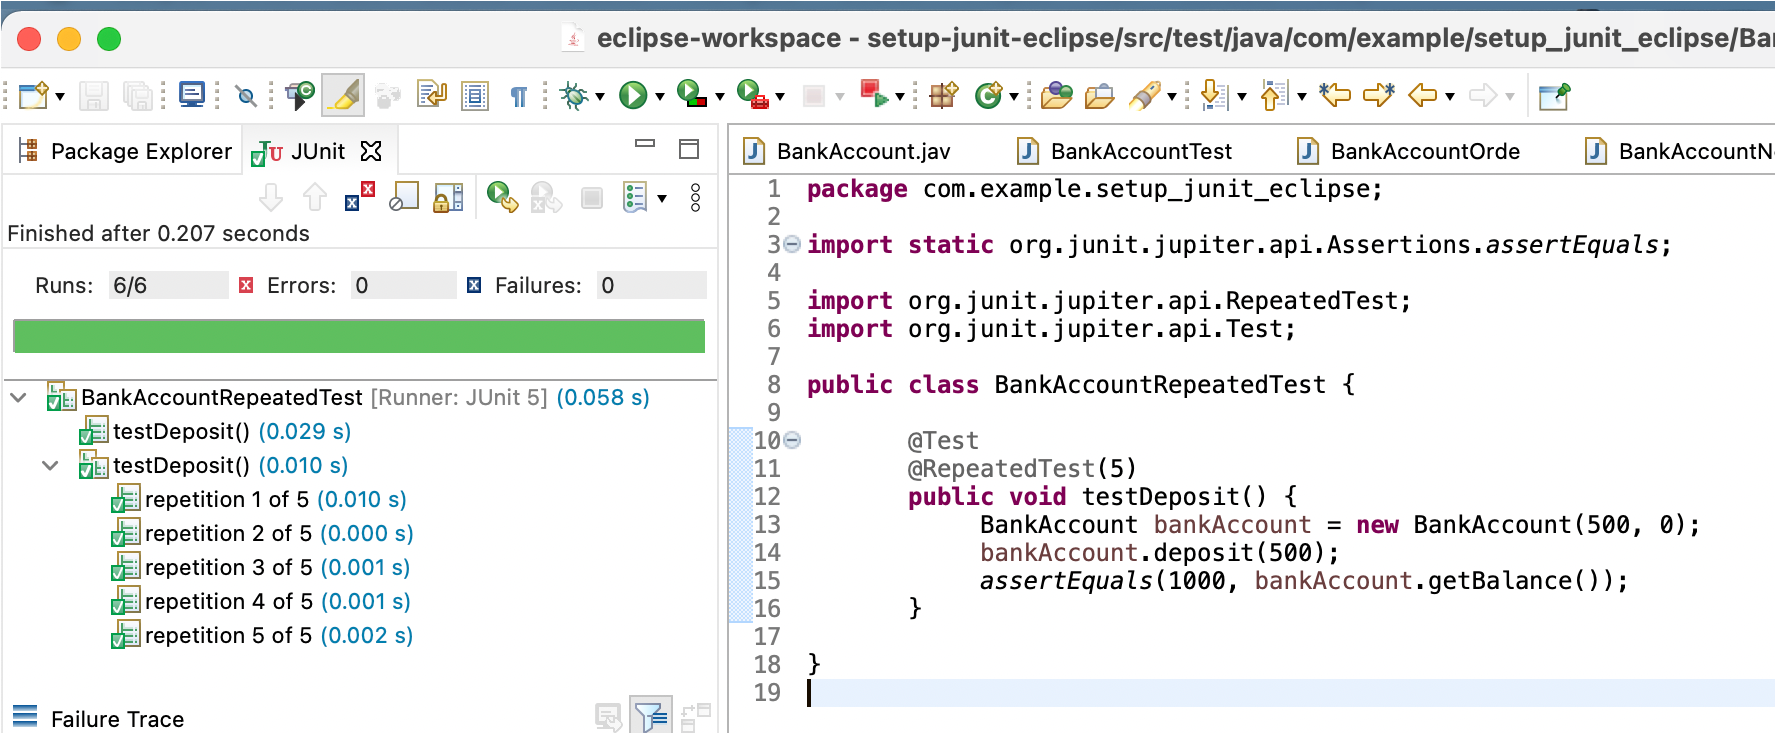 eclipse-workspace - setup-junit-eclipse/src/test/java/com/example/setup_junit_eclipse/Ban
Package Explorer JUnit
Finished after 0.207 seconds
Runs: 6/6 Errors: 0 Failures: 0
BankAccountRepeatedTest [Runner: JUnit 5] (0.058 s)
testDeposit() (0.029 s)
testDeposit() (0.010 s)
repetition 1 of 5 (0.010 s)
repetition 2 of 5 (0.000 s)
repetition 3 of 5 (0.001 s)
repetition 4 of 5 (0.001 s)
repetition 5 of 5 (0.002 s)
Failure Trace
BankAccount.jav BankAccountTest BankAccountOrde BankAccountN
1 package com.example.setup_junit_eclipse;
2
3 import static org.junit.jupiter.api.Assertions.assertEquals;
4
5 import org.junit.jupiter.api.RepeatedTest;
6 import org.junit.jupiter.api.Test;
7
8 public class BankAccountRepeatedTest {
9
10 @Test
11 @RepeatedTest(5)
12 public void testDeposit() {
13 BankAccount bankAccount = new BankAccount(500, 0);
14 bankAccount.deposit(500);
15 assertEquals(1000, bankAccount.getBalance());
16 }
17
18 }
19